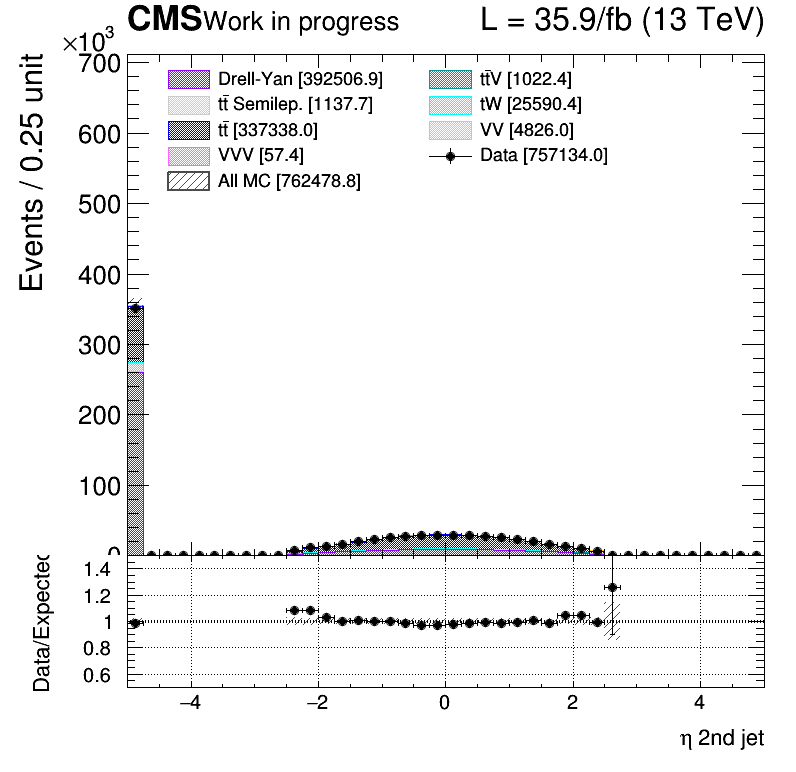 CMS Work in progress L = 35.9/fb (13 TeV)
×10³
Events / 0.25 unit
700
600
500
400
300
200
100
0
Drell-Yan [392506.9]
tt̄ Semilep. [1137.7]
tt̄ [337338.0]
VVV [57.4]
All MC [762478.8]
tt̄V [1022.4]
tW [25590.4]
VV [4826.0]
Data [757134.0]
Data/Expected
1.4
1.2
1
0.8
0.6
−4 −2 0 2 4
η 2nd jet